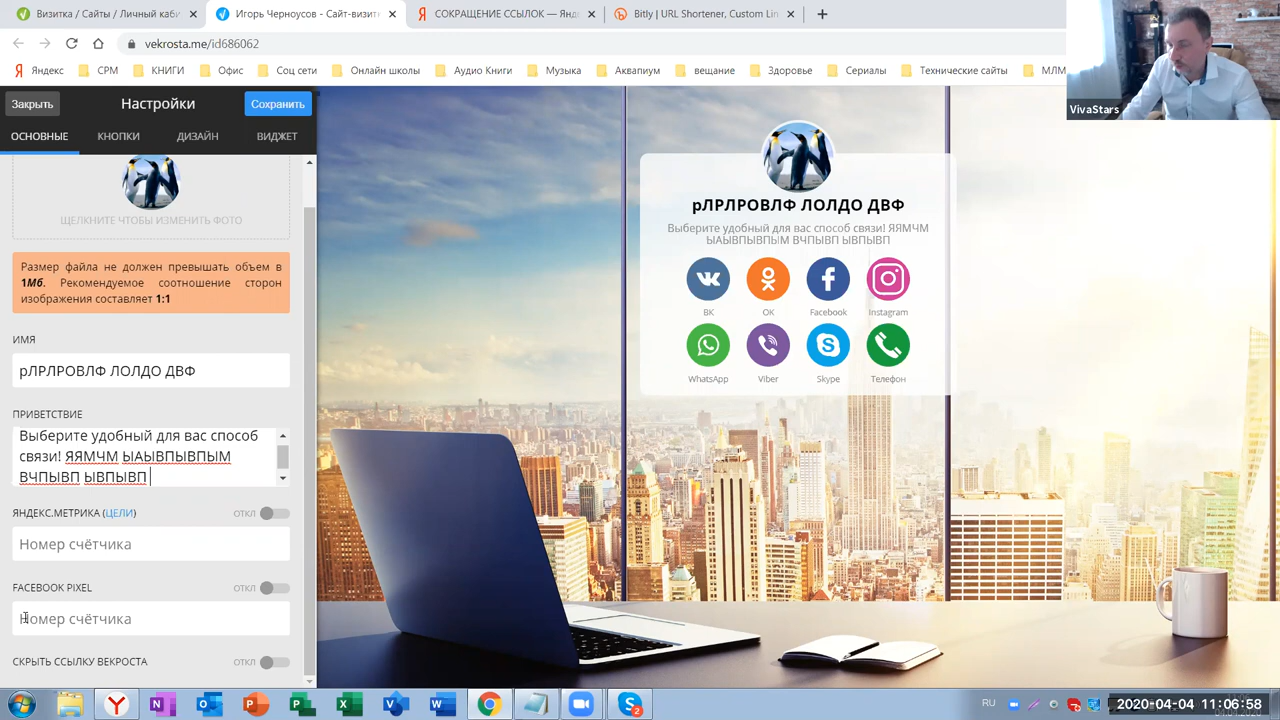 Визитка / Сайты / Личный каби
Игорь Черноусов - Сайт-визитк
СОКРАЩЕНИЕ ССЫЛОК — Янд
Bitly | URL Shortener, Custom Lin
vekrosta.me/id686062
Яндекс
СРМ
КНИГИ
Офис
Соц сети
Онлайн школы
Аудио Книги
Музыка
Акваπиум
вещание
Здоровье
Сериалы
Технические сайты
МЛМ
VivaStars
Закрыть
Настройки
Сохранить
ОСНОВНЫЕ
КНОПКИ
ДИЗАЙН
ВИДЖЕТ
ЩЕЛКНИТЕ ЧТОБЫ ИЗМЕНИТЬ ФОТО
Размер файла не должен превышать объем в
1Мб. Рекомендуемое соотношение сторон
изображения составляет 1:1
ИМЯ
рЛРЛРОВЛФ ЛОЛДО ДВФ
ПРИВЕТСТВИЕ
Выберите удобный для вас способ
связи! ЯЯМЧМ ЫАЫВПЫВПЫМ
ВЧПЫВП ЫВПЫВП
ЯНДЕКС.МЕТРИКА (ЦЕЛИ)
ОТКЛ
Номер счётчика
FACEBOOK PIXEL
ОТКЛ
Номер счётчика
СКРЫТЬ ССЫЛКУ ВЕКРОСТА
ОТКЛ
рЛРЛРОВЛФ ЛОЛДО ДВФ
Выберите удобный для вас способ связи! ЯЯМЧМ
ЫАЫВПЫВПЫМ ВЧПЫВП ЫВПЫВП
ВК
OK
Facebook
Instagram
WhatsApp
Viber
Skype
Телефон
RU
2020-04-04 11:06:58